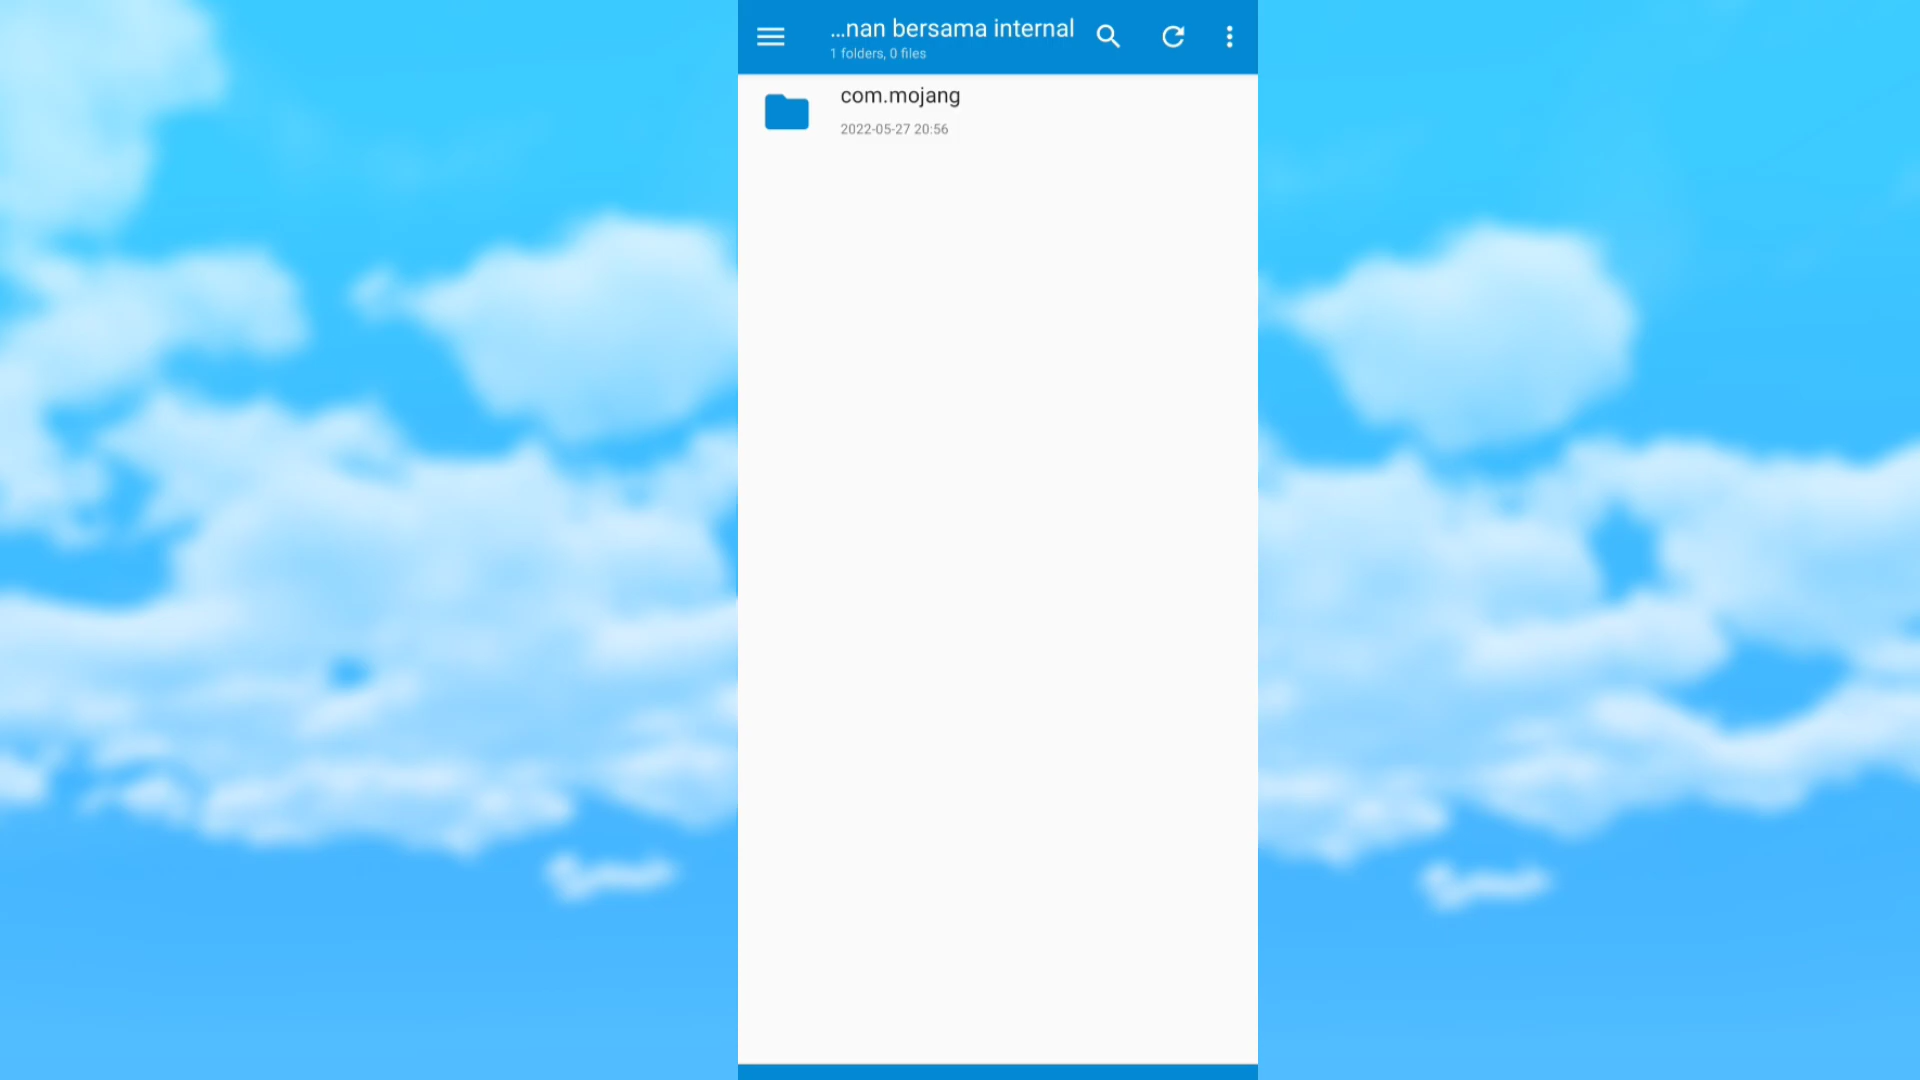 ...nan bersama internal
1 folders, 0 files
com.mojang
2022-05-27 20:56